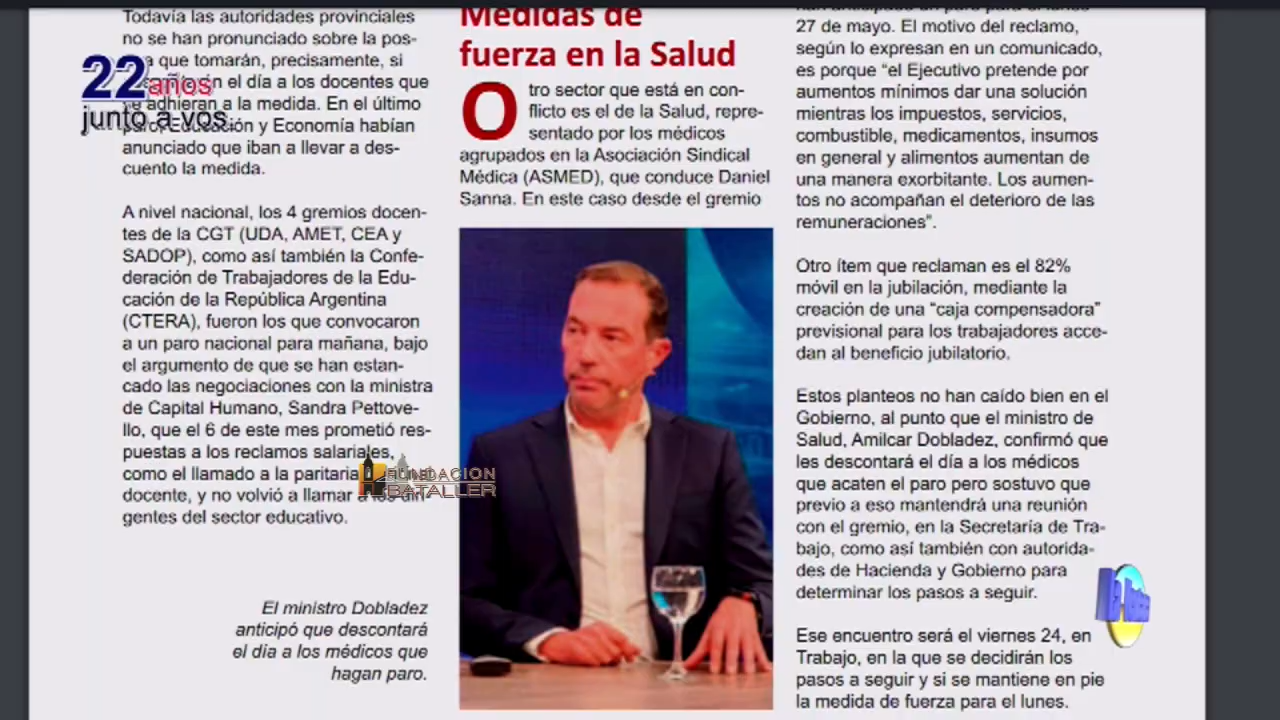 Todavía las autoridades provinciales
no se han pronunciado sobre la pos-
que tomarán, precisamente, si
el día a los docentes que
adhieran a la medida. En el último
paro, Educación y Economía habían
anunciado que iban a llevar a des-
cuento la medida.
A nivel nacional, los 4 gremios docen-
tes de la CGT (UDA, AMET, CEA y
SADOP), como así también la Confe-
deración de Trabajadores de la Edu-
cación de la República Argentina
(CTERA), fueron los que convocaron
a un paro nacional para mañana, bajo
el argumento de que se han estan-
cado las negociaciones con la ministra
de Capital Humano, Sandra Pettove-
llo, que el 6 de este mes prometió res-
puestas a los reclamos salariales,
como el llamado a la paritaria
docente, y no volvió a llamar a los diri-
gentes del sector educativo.
El ministro Dobladez
anticipó que descontará
el dia a los médicos que
hagan paro.
Medidas de
fuerza en la Salud
Otro sector que está en con-
flicto es el de la Salud, repre-
sentado por los médicos
agrupados en la Asociación Sindical
Médica (ASMED), que conduce Daniel
Sanna. En este caso desde el gremio
27 de mayo. El motivo del reclamo,
según lo expresan en un comunicado,
es porque “el Ejecutivo pretende por
aumentos mínimos dar una solución
mientras los impuestos, servicios,
combustible, medicamentos, insumos
en general y alimentos aumentan de
una manera exorbitante. Los aumen-
tos no acompañan el deterioro de las
remuneraciones”.
Otro ítem que reclaman es el 82%
móvil en la jubilación, mediante la
creación de una “caja compensadora”
previsional para los trabajadores acce-
dan al beneficio jubilatorio.
Estos planteos no han caído bien en el
Gobierno, al punto que el ministro de
Salud, Amilcar Dobladez, confirmó que
les descontará el día a los médicos
que acaten el paro pero sostuvo que
previo a eso mantendrá una reunión
con el gremio, en la Secretaría de Tra-
bajo, como así también con autorida-
des de Hacienda y Gobierno para
determinar los pasos a seguir.
Ese encuentro será el viernes 24, en
Trabajo, en la que se decidirán los
pasos a seguir y si se mantiene en pie
la medida de fuerza para el lunes.
22 años
junto a vos.
FUNDACION
BATALLER